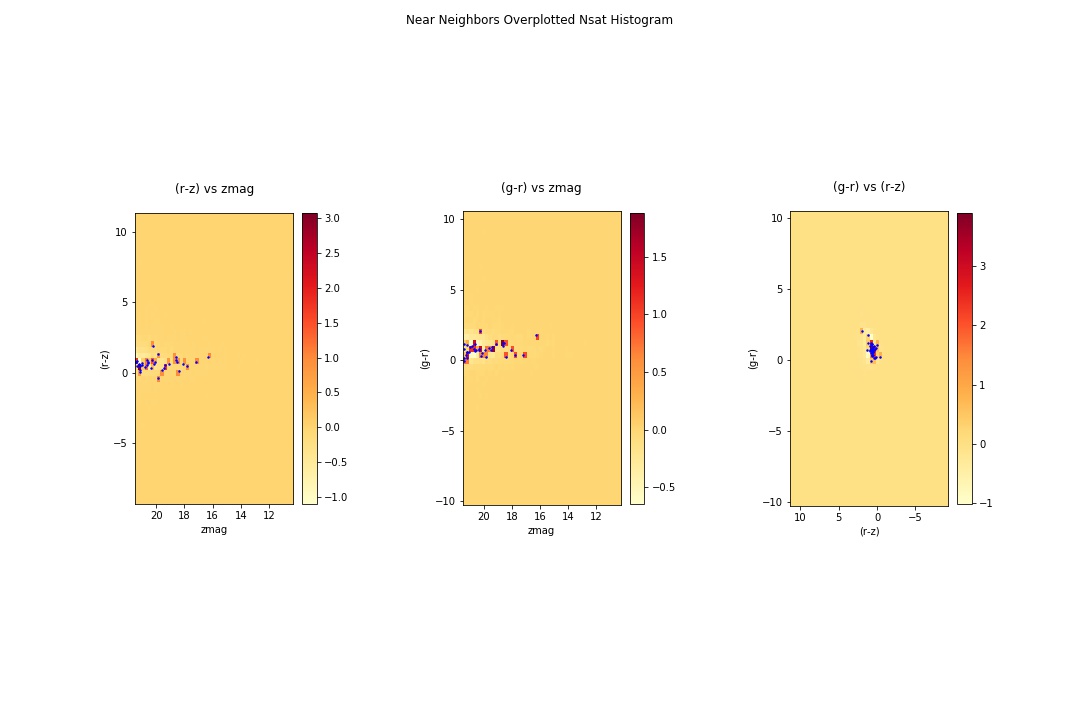 Near Neighbors Overplotted Nsat Histogram
(r-z) vs zmag
(r-z)
10
5
0
−5
20 18 16 14 12
zmag
3.0
2.5
2.0
1.5
1.0
0.5
0.0
−0.5
−1.0
(g-r) vs zmag
(g-r)
10
5
0
−5
−10
20 18 16 14 12
zmag
1.5
1.0
0.5
0.0
−0.5
(g-r) vs (r-z)
(g-r)
10
5
0
−5
−10
10 5 0 −5
(r-z)
3
2
1
0
−1